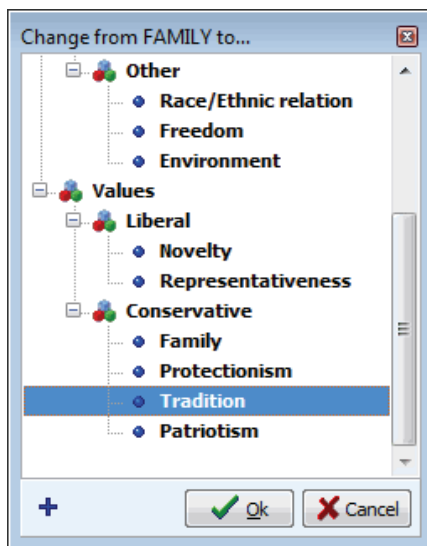 Change from FAMILY to...
Other
Race/Ethnic relation
Freedom
Environment
Values
Liberal
Novelty
Representativeness
Conservative
Family
Protectionism
Tradition
Patriotism
Ok Cancel